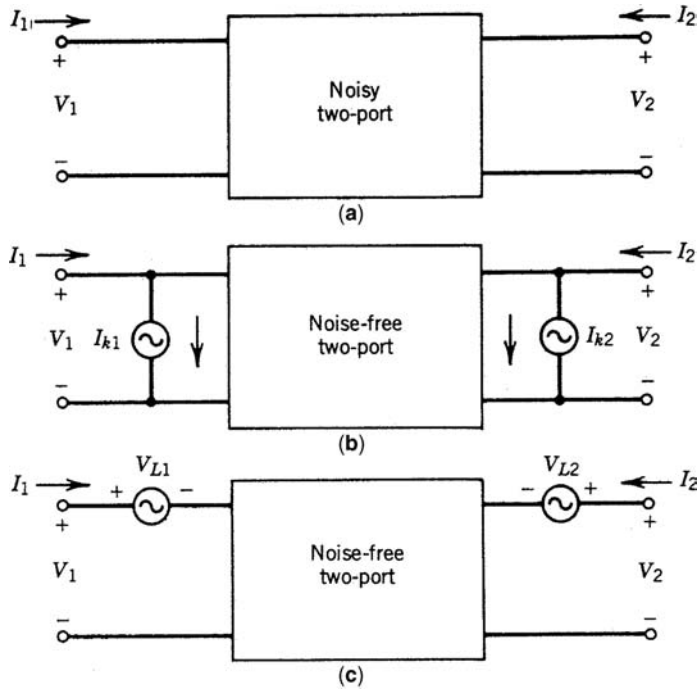 I1 I2
+ +
Noisy
V1 two-port V2
− −
(a)
I1 I2
+ +
V1 Ik1 Noise-free Ik2 V2
two-port
− −
(b)
VL1 VL2
I1 + − − + I2
+ +
Noise-free
V1 two-port V2
− −
(c)